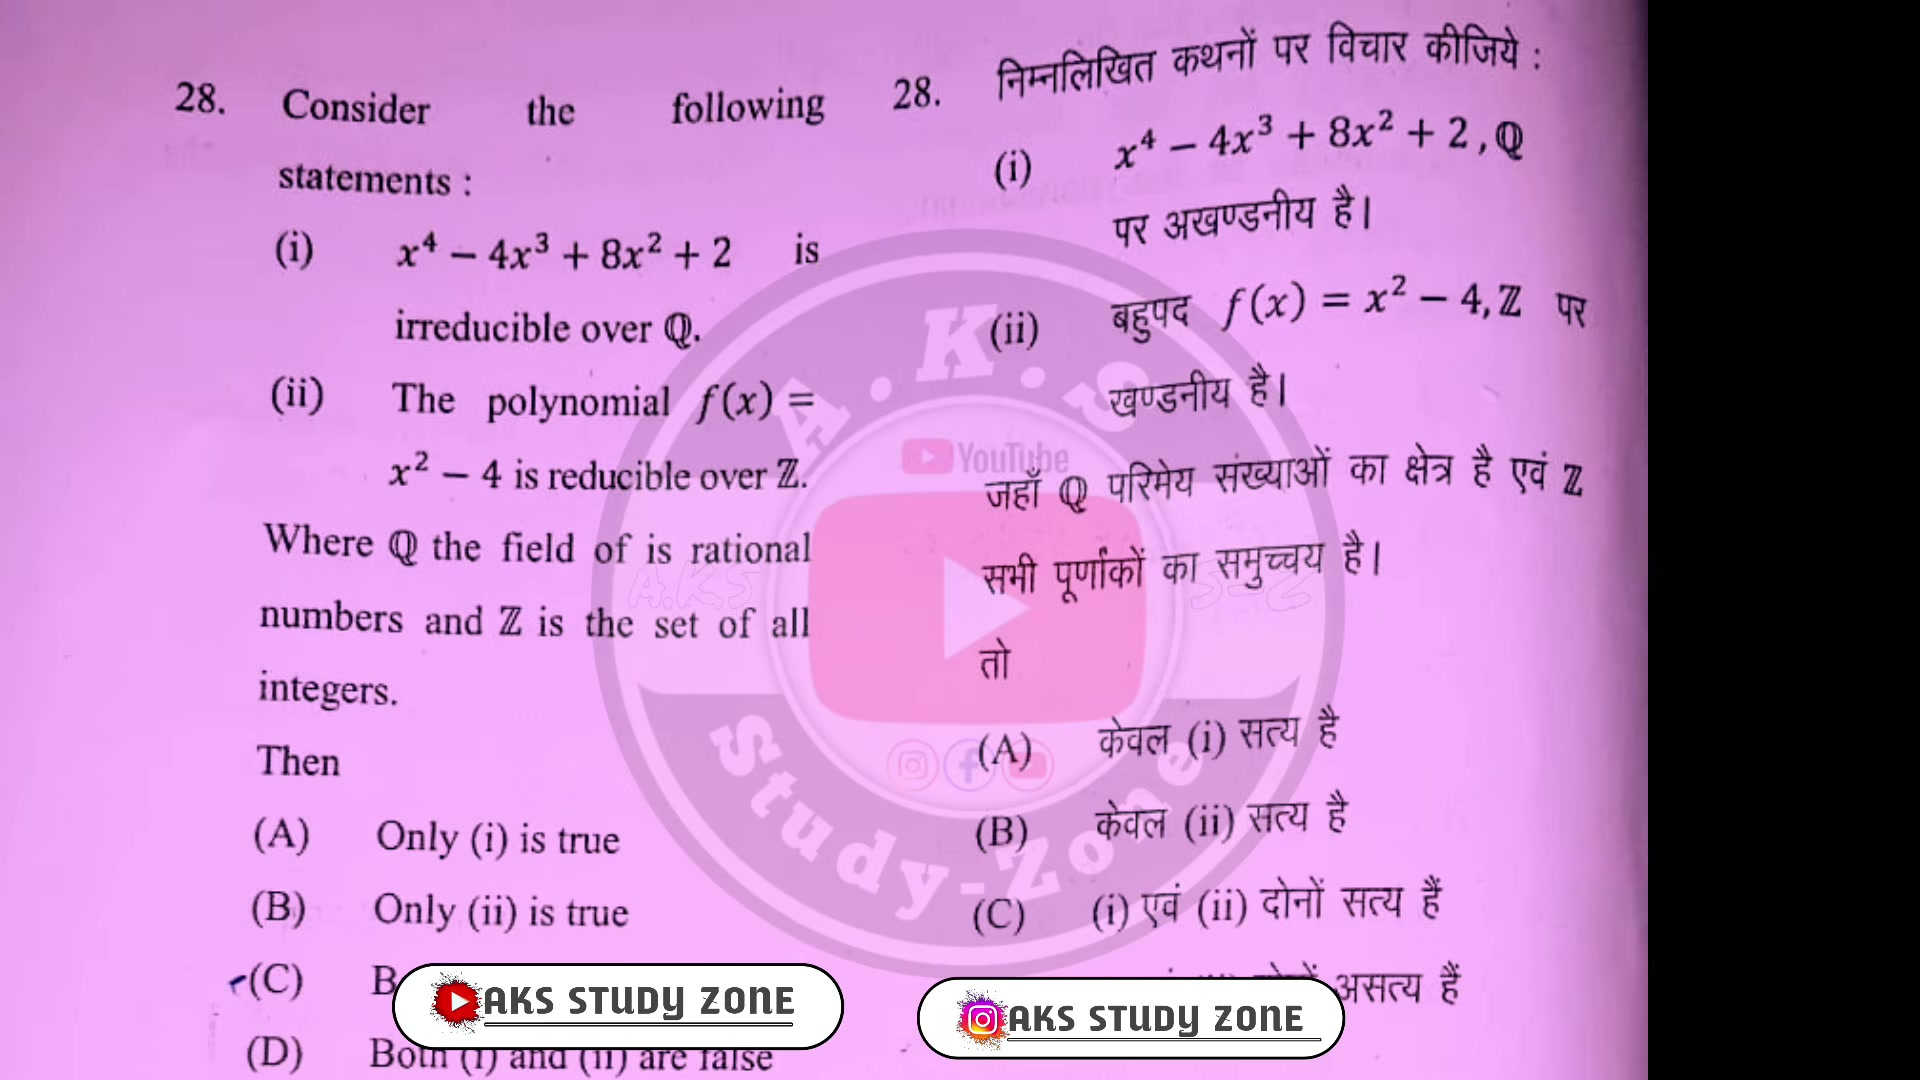 28. Consider the following
statements :
(i) x⁴ − 4x³ + 8x² + 2 is
irreducible over ℚ.
(ii) The polynomial f(x) =
x² − 4 is reducible over ℤ.
Where ℚ the field of is rational
numbers and ℤ is the set of all
integers.
Then
(A) Only (i) is true
(B) Only (ii) is true
(C) B
(D) Both (i) and (ii) are false
28. निम्नलिखित कथनों पर विचार कीजिये :
(i) x⁴ − 4x³ + 8x² + 2 , ℚ
पर अखण्डनीय है।
(ii) बहुपद f(x) = x² − 4, ℤ पर
खण्डनीय है।
जहाँ ℚ परिमेय संख्याओं का क्षेत्र है एवं ℤ
सभी पूर्णांकों का समुच्चय है।
तो
(A) केवल (i) सत्य है
(B) केवल (ii) सत्य है
(C) (i) एवं (ii) दोनों सत्य हैं
असत्य हैं
A.K.S
YouTube
Study-Zone
AKS STUDY ZONE
AKS STUDY ZONE